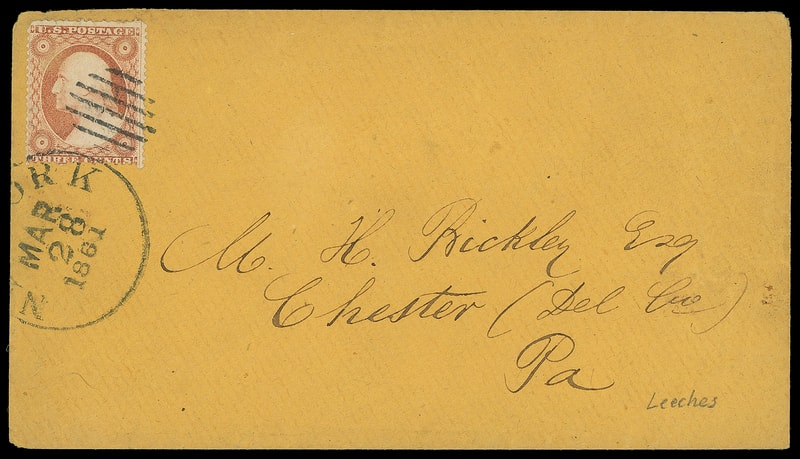 U.S. POSTAGE
THREE CENTS
ORK
MAR
28
1861
N
M. H. Bickley Esq
Chester (Del Co)
Pa
Leeches